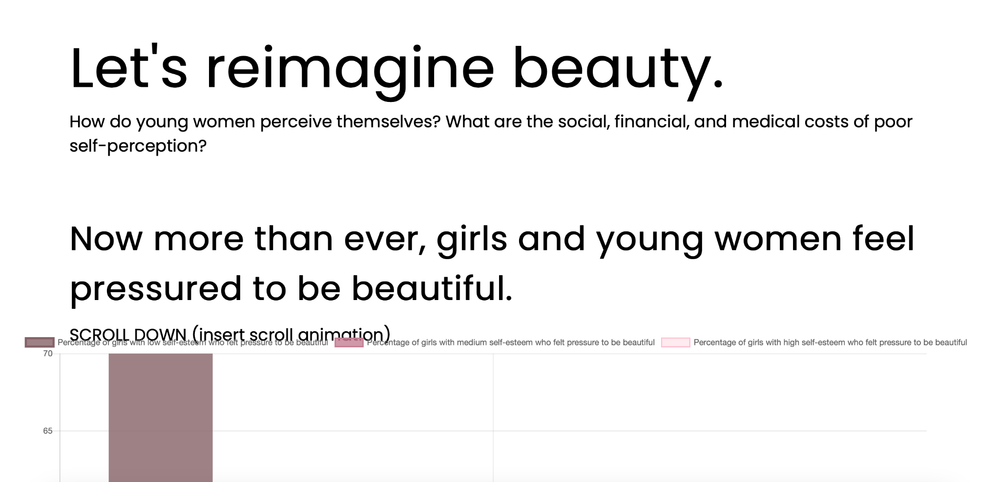 Let's reimagine beauty.
How do young women perceive themselves? What are the social, financial, and medical costs of poor
self-perception?
Now more than ever, girls and young women feel
pressured to be beautiful.
SCROLL DOWN (insert scroll animation)
Percentage of girls with low self-esteem who felt pressure to be beautiful Percentage of girls with medium self-esteem who felt pressure to be beautiful Percentage of girls with high self-esteem who felt pressure to be beautiful
70
65